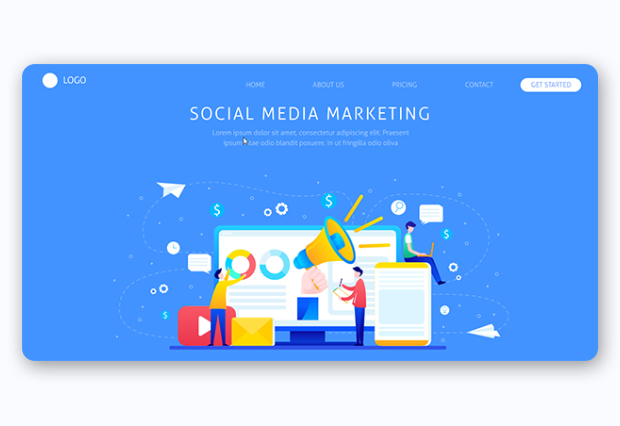 LOGO
HOME ABOUT US PRICING CONTACT GET STARTED
SOCIAL MEDIA MARKETING
Lorem ipsum dolor sit amet, consectetur adipiscing elit. Praesent
ipsum vitae odio blandit posuere. in ut fringilla odio oliva
$
$
$
$